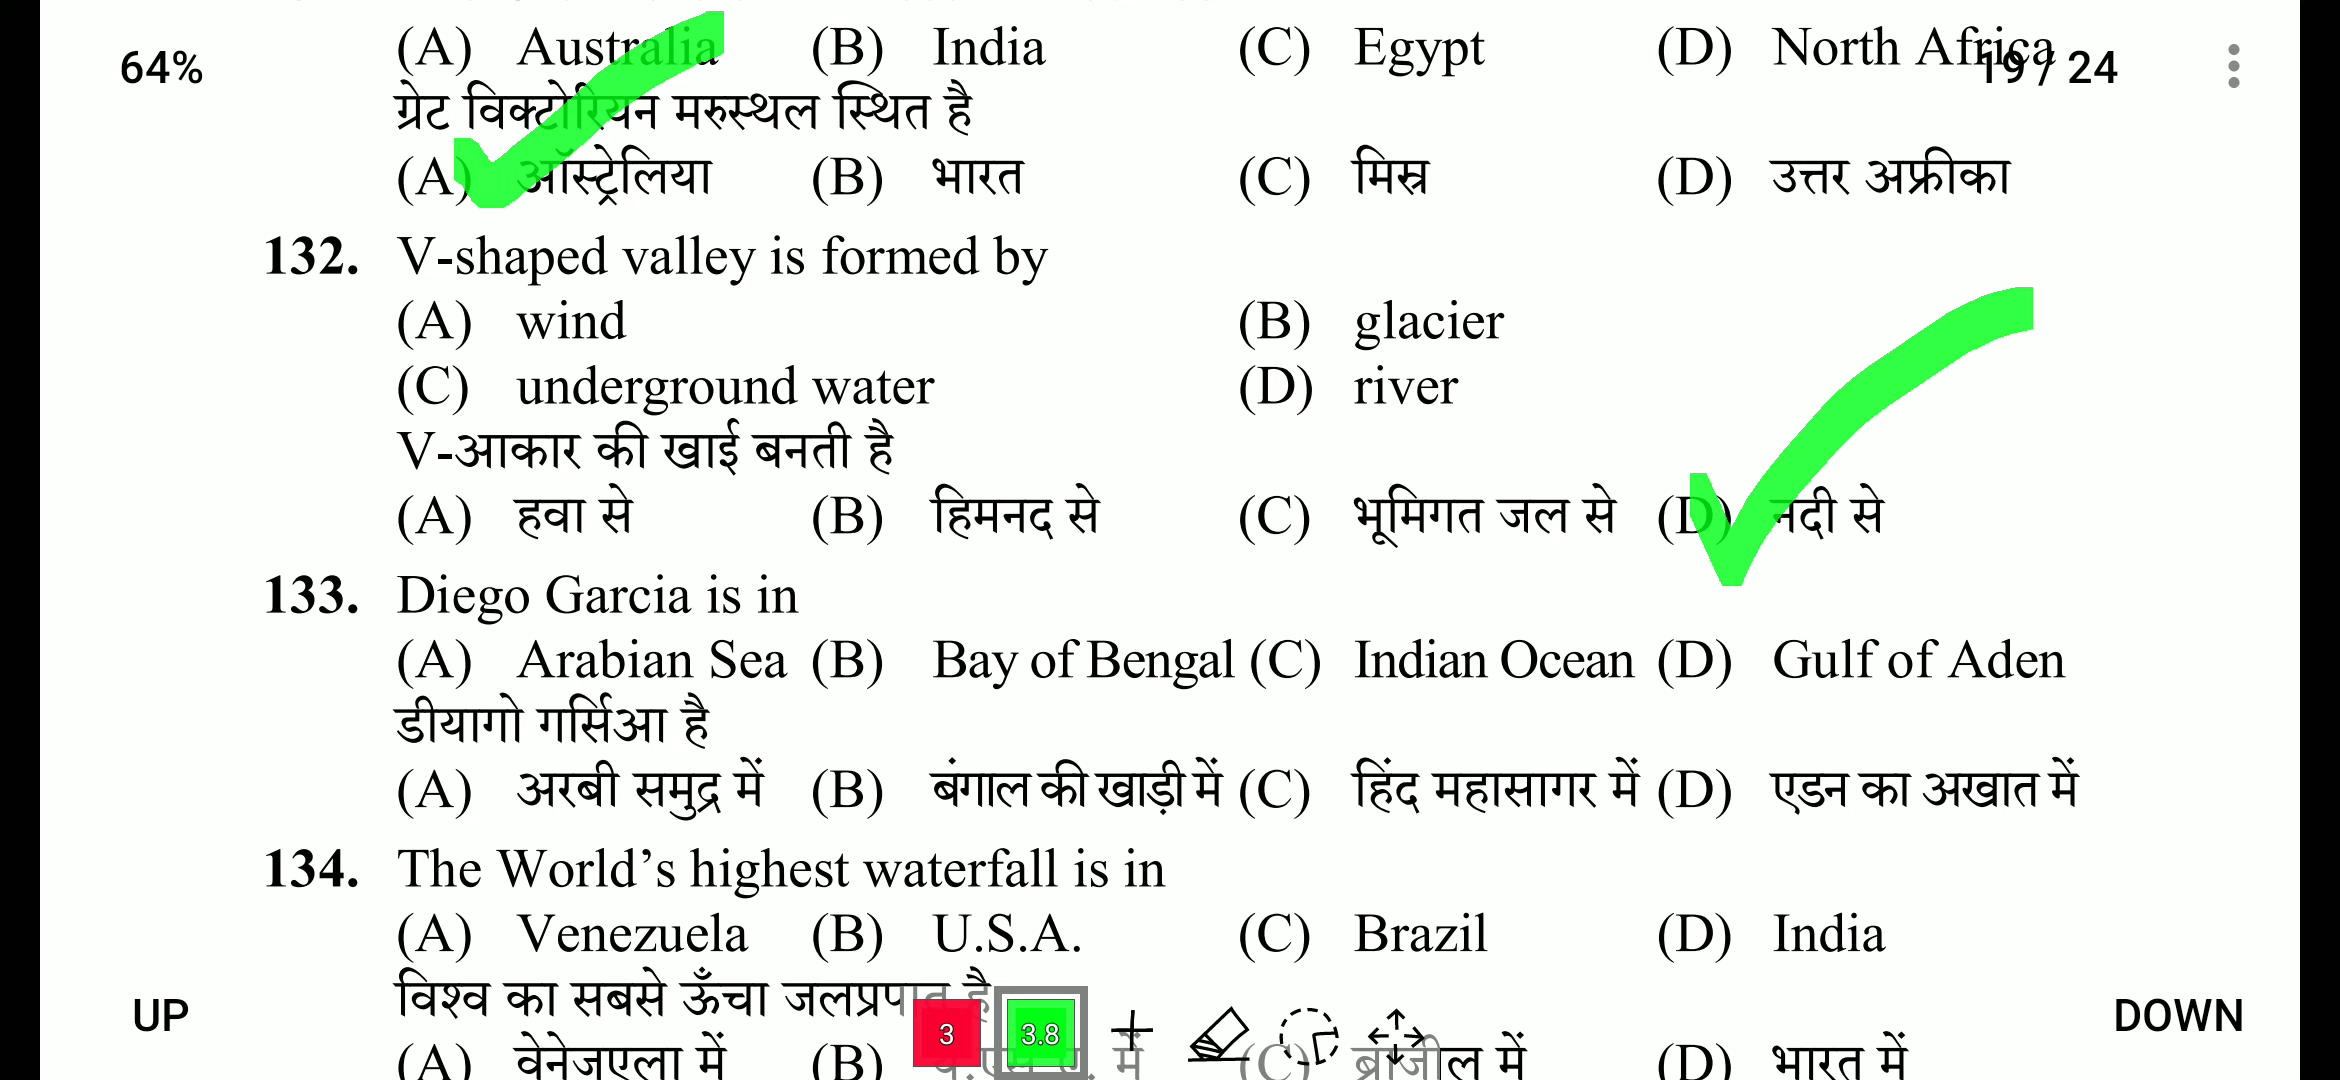 (A) Australia (B) India (C) Egypt (D) North Africa
64% 19 / 24
ग्रेट विक्टोरियन मरुस्थल स्थित है
(A) ऑस्ट्रेलिया (B) भारत (C) मिस्र (D) उत्तर अफ्रीका
132. V-shaped valley is formed by
(A) wind (B) glacier
(C) underground water (D) river
V-आकार की खाई बनती है
(A) हवा से (B) हिमनद से (C) भूमिगत जल से (D) नदी से
133. Diego Garcia is in
(A) Arabian Sea (B) Bay of Bengal (C) Indian Ocean (D) Gulf of Aden
डीयागो गर्सिआ है
(A) अरबी समुद्र में (B) बंगाल की खाड़ी में (C) हिंद महासागर में (D) एडन का अखात में
134. The World's highest waterfall is in
(A) Venezuela (B) U.S.A. (C) Brazil (D) India
विश्व का सबसे ऊँचा जलप्रपात है
UP 3 3.8 DOWN
(A) वेनेजुएला में (B) में (C) ब्राजील में (D) भारत में